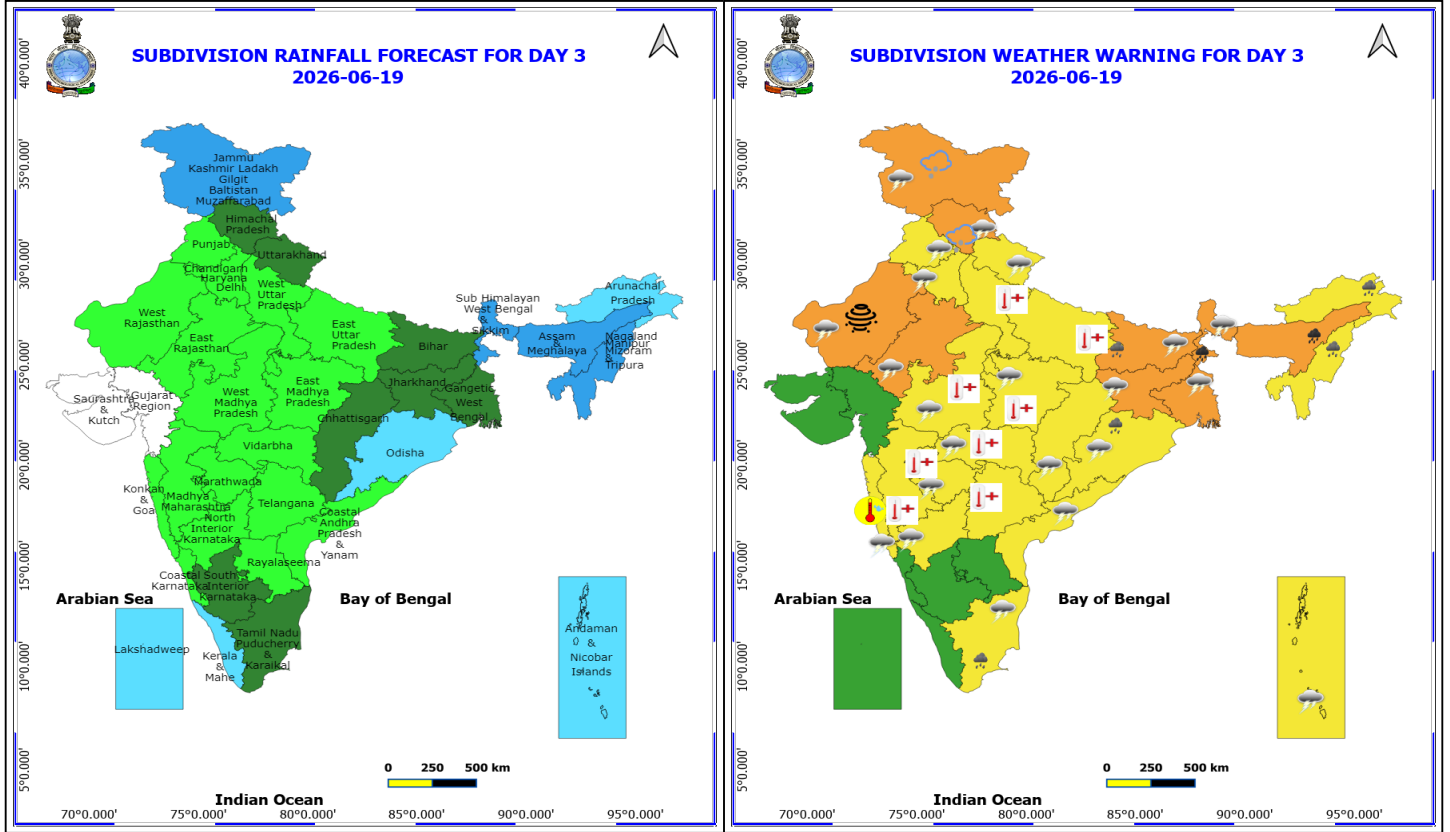 SUBDIVISION RAINFALL FORECAST FOR DAY 3
2026-06-19
40°0.000'
35°0.000'
30°0.000'
25°0.000'
20°0.000'
15°0.000'
10°0.000'
5°0.000'
Jammu
Kashmir Ladakh
Gilgit
Baltistan
Muzaffarabad
Himachal
Pradesh
Punjab
Uttarakhand
Chandigarh
Haryana
Delhi
West
Uttar
Pradesh
Arunachal
Pradesh
Sub Himalayan
West Bengal
&
Sikkim
West
Rajasthan
East
Rajasthan
East
Uttar
Pradesh
Bihar
Assam
&
Meghalaya
Nagaland
Manipur
Mizoram
&
Tripura
Jharkhand
Gangetic
West
Bengal
Saurashtra
&
Kutch
Gujarat
Region
West
Madhya
Pradesh
East
Madhya
Pradesh
Chhattisgarh
Vidarbha
Odisha
Konkan
&
Goa
Marathwada
Madhya
Maharashtra
Telangana
North
Interior
Karnataka
Coastal
Andhra
Pradesh
&
Yanam
Rayalaseema
Coastal
Karnataka
South
Interior
Karnataka
Arabian Sea
Bay of Bengal
Lakshadweep
Kerala
&
Mahe
Tamil Nadu
Puducherry
&
Karaikal
Andaman
&
Nicobar
Islands
0 250 500 km
Indian Ocean
70°0.000' 75°0.000' 80°0.000' 85°0.000' 90°0.000' 95°0.000'
SUBDIVISION WEATHER WARNING FOR DAY 3
2026-06-19
40°0.000'
35°0.000'
30°0.000'
25°0.000'
20°0.000'
15°0.000'
10°0.000'
5°0.000'
Arabian Sea
Bay of Bengal
0 250 500 km
Indian Ocean
70°0.000' 75°0.000' 80°0.000' 85°0.000' 90°0.000' 95°0.000'